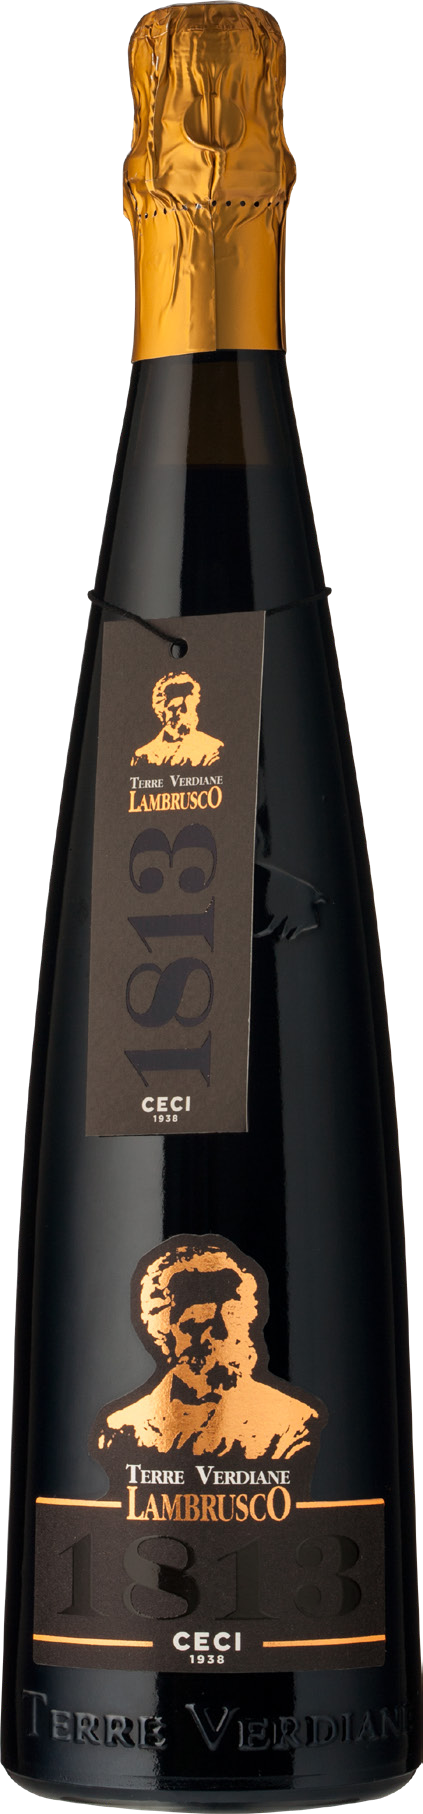 TERRE VERDIANE
LAMBRUSCO
1813
CECI
1938
TERRE VERDIANE
LAMBRUSCO
1813
CECI
1938
TERRE VERDIANE